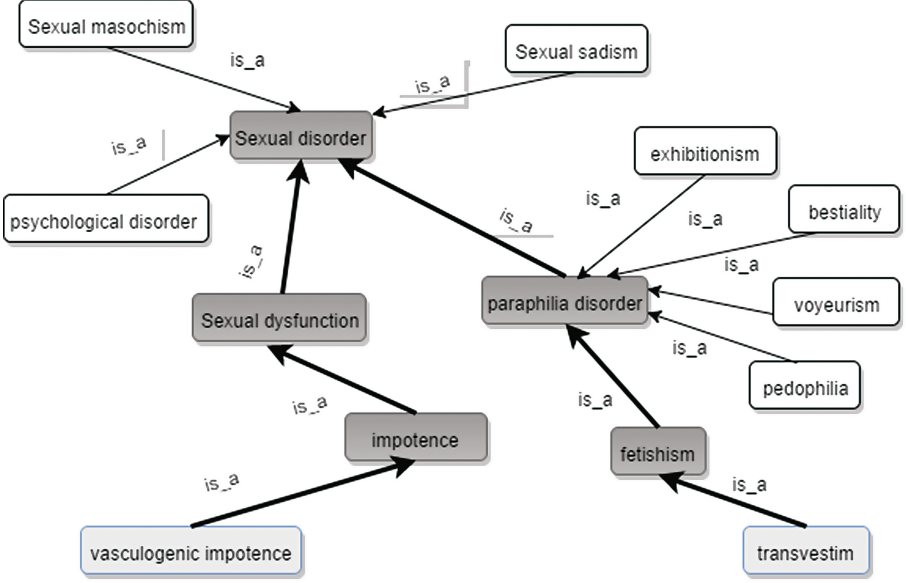 Sexual masochism
is_a
Sexual sadism
is_a
Sexual disorder
is_a
exhibitionism
psychological disorder
is_a
is_a
bestiality
is_a
is_a
is_a
Sexual dysfunction
paraphilia disorder
voyeurism
is_a
pedophilia
is_a
is_a
impotence
fetishism
is_a
is_a
vasculogenic impotence
transvestim